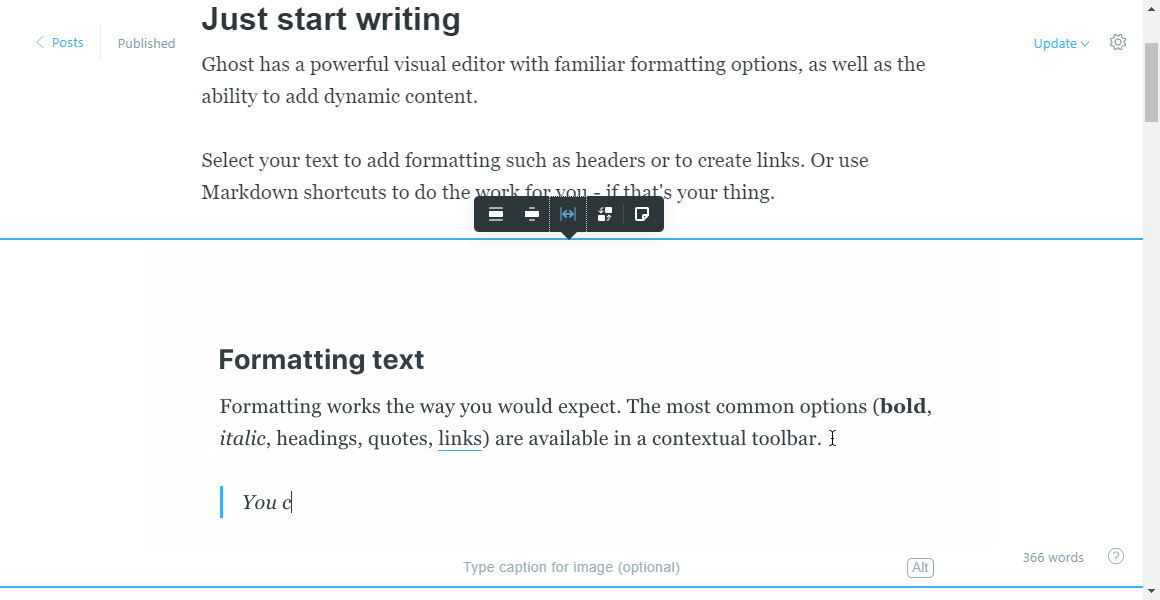 Just start writing
Posts
Published
Update
Ghost has a powerful visual editor with familiar formatting options, as well as the
ability to add dynamic content.
Select your text to add formatting such as headers or to create links. Or use
Markdown shortcuts to do the work for you - if that's your thing.
Formatting text
Formatting works the way you would expect. The most common options (bold,
italic, headings, quotes, links) are available in a contextual toolbar.
You c
366 words
?
Type caption for image (optional)
Alt